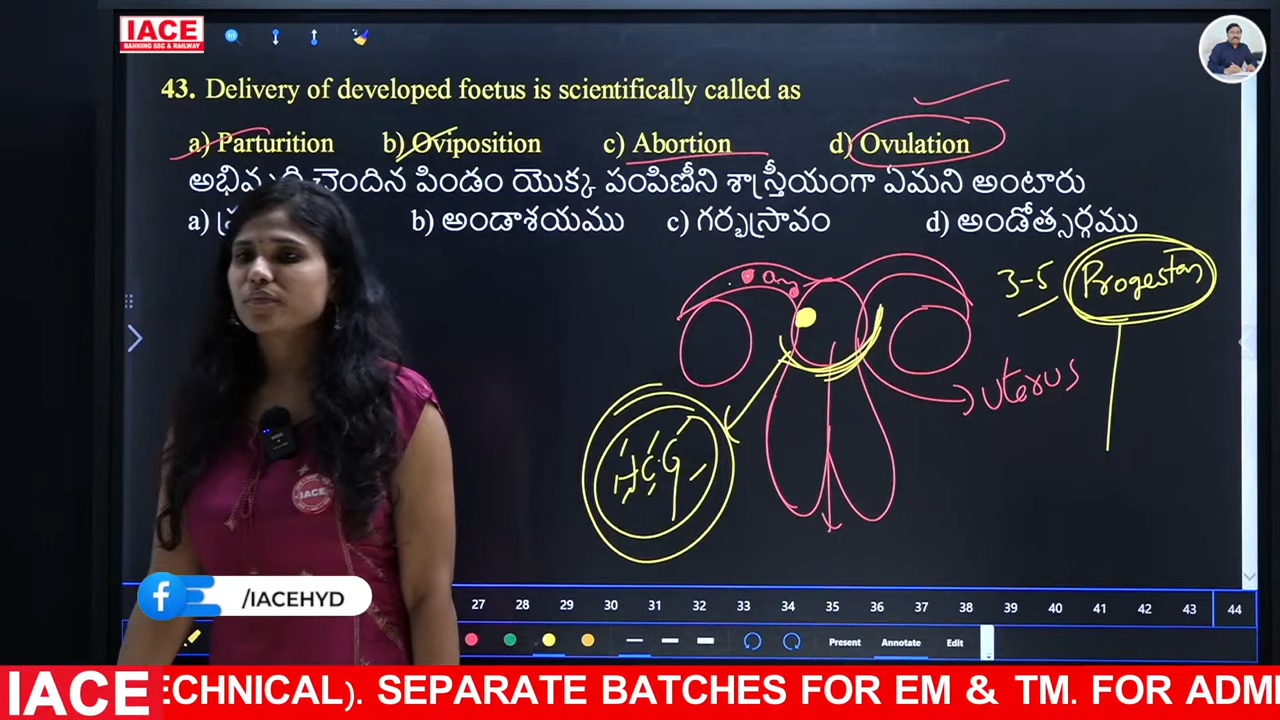 IACE
BANKING SSC & RAILWAY
43. Delivery of developed foetus is scientifically called as
a) Parturition b) Oviposition c) Abortion d) Ovulation
చెందిన పిండం యొక్క పంపిణీని శాస్త్రీయంగా ఏమని అంటారు
a) b) అండాశయము c) గర్భస్రావం d) అండోత్సర్గము
3-5
uterus
HCG
IACE
/IACEHYD
27 28 29 30 31 32 33 34 35 36 37 38 39 40 41 42 43 44
Present Annotate Edit
IACE ECHNICAL). SEPARATE BATCHES FOR EM & TM. FOR ADMI